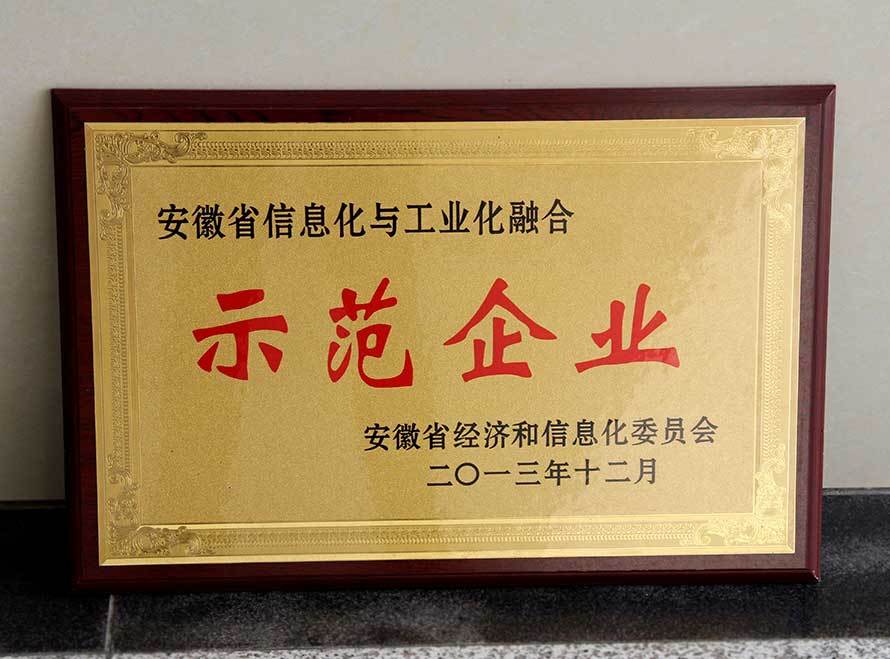 安徽省信息化与工业化融合
示范企业
安徽省经济和信息化委员会
二〇一三年十二月